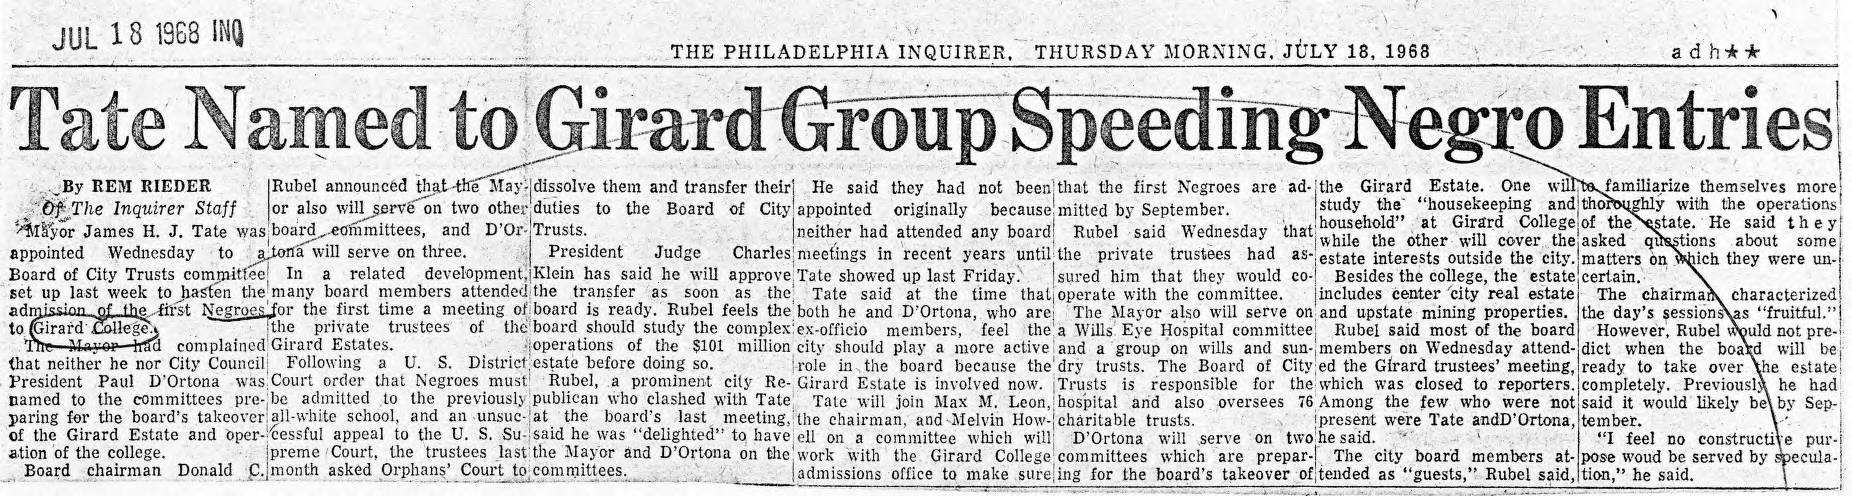 JUL 18 1968 INQ
THE PHILADELPHIA INQUIRER, THURSDAY MORNING, JULY 18, 1968
a d h★★
Tate Named to Girard Group Speeding Negro Entries
By REM RIEDER
Of The Inquirer Staff
Mayor James H. J. Tate was
appointed Wednesday to a
Board of City Trusts committee
set up last week to hasten the
admission of the first Negroes
to Girard College.
The Mayor had complained
that neither he nor City Council
President Paul D'Ortona was
named to the committees pre-
paring for the board's takeover
of the Girard Estate and oper-
ation of the college.
Board chairman Donald C.
Rubel announced that the May-
or also will serve on two other
board committees, and D'Or-
tona will serve on three.
In a related development,
many board members attended
for the first time a meeting of
the private trustees of the
Girard Estates.
Following a U. S. District
Court order that Negroes must
be admitted to the previously
all-white school, and an unsuc-
cessful appeal to the U. S. Su-
preme Court, the trustees last
month asked Orphans' Court to
dissolve them and transfer their
duties to the Board of City
Trusts.
President Judge Charles
Klein has said he will approve
the transfer as soon as the
board is ready. Rubel feels the
board should study the complex
operations of the $101 million
estate before doing so.
Rubel, a prominent city Re-
publican who clashed with Tate
at the board's last meeting,
said he was "delighted" to have
the Mayor and D'Ortona on the
committees.
He said they had not been
appointed originally because
neither had attended any board
meetings in recent years until
Tate showed up last Friday.
Tate said at the time that
both he and D'Ortona, who are
ex-officio members, feel the
city should play a more active
role in the board because the
Girard Estate is involved now.
Tate will join Max M. Leon,
the chairman, and Melvin How-
ell on a committee which will
work with the Girard College
admissions office to make sure
that the first Negroes are ad-
mitted by September.
Rubel said Wednesday that
the private trustees had as-
sured him that they would co-
operate with the committee.
The Mayor also will serve on
a Wills Eye Hospital committee
and a group on wills and sun-
dry trusts. The Board of City
Trusts is responsible for the
hospital and also oversees 76
charitable trusts.
D'Ortona will serve on two
committees which are prepar-
ing for the board's takeover of
the Girard Estate. One will
study the "housekeeping and
household" at Girard College
while the other will cover the
estate interests outside the city.
Besides the college, the estate
includes center city real estate
and upstate mining properties.
Rubel said most of the board
members on Wednesday attend-
ed the Girard trustees' meeting,
which was closed to reporters.
Among the few who were not
present were Tate andD'Ortona,
he said.
The city board members at-
tended as "guests," Rubel said,
to familiarize themselves more
thoroughly with the operations
of the estate. He said they
asked questions about some
matters on which they were un-
certain.
The chairman characterized
the day's sessions as "fruitful."
However, Rubel would not pre-
dict when the board will be
ready to take over the estate
completely. Previously he had
said it would likely be by Sep-
tember.
"I feel no constructive pur-
pose woud be served by specula-
tion," he said.